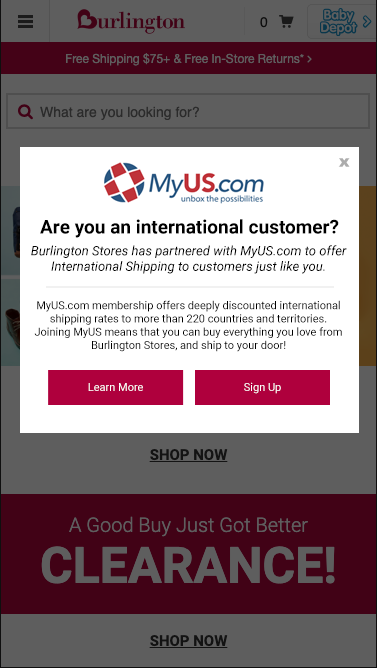 Burlington
0
Baby
Depot
Free Shipping $75+ & Free In-Store Returns* >
What are you looking for?
x
MyUS.com
unbox the possibilities
Are you an international customer?
Burlington Stores has partnered with MyUS.com to offer
International Shipping to customers just like you.
MyUS.com membership offers deeply discounted international
shipping rates to more than 220 countries and territories.
Joining MyUS means that you can buy everything you love from
Burlington Stores, and ship to your door!
Learn More
Sign Up
SHOP NOW
A Good Buy Just Got Better
CLEARANCE!
SHOP NOW